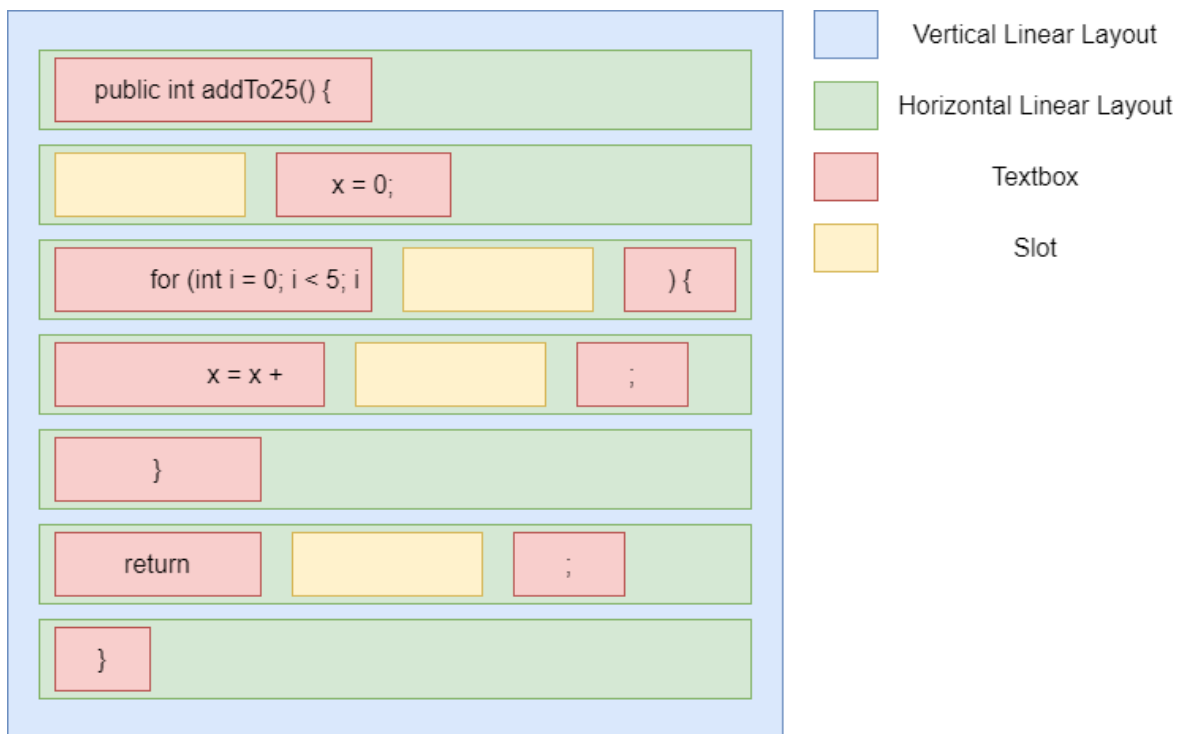 public int addTo25() {
x = 0;
for (int i = 0; i < 5; i ) {
x = x + ;
}
return ;
}
Vertical Linear Layout
Horizontal Linear Layout
Textbox
Slot